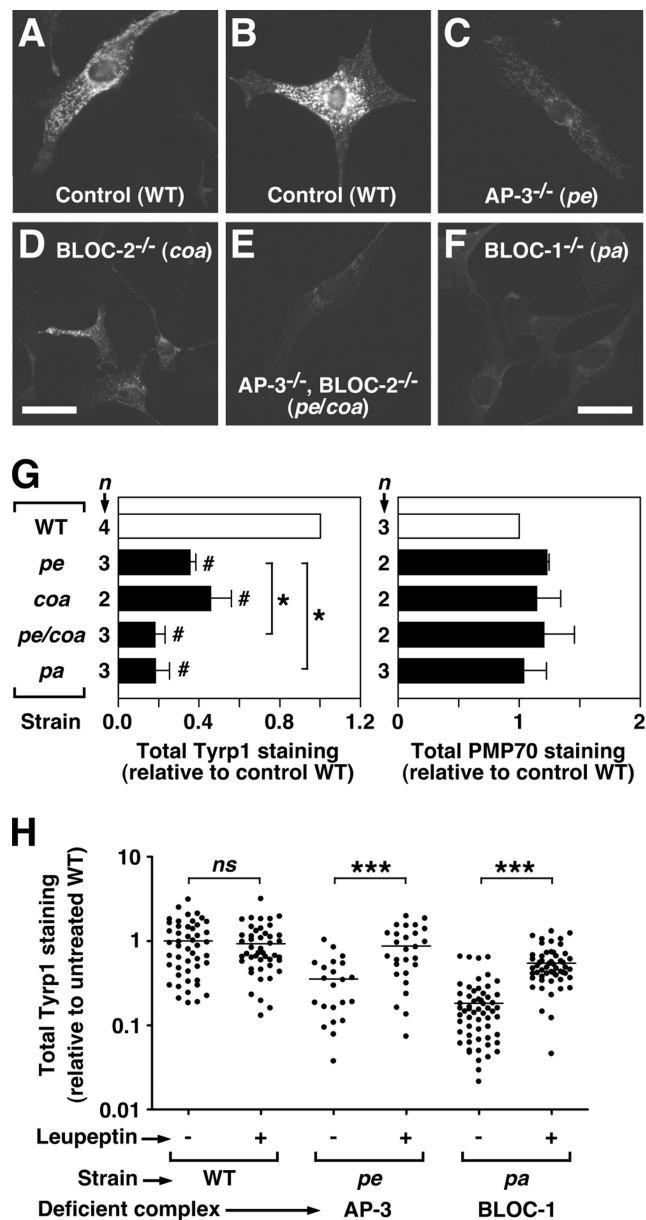 A
Control (WT)
B
Control (WT)
C
AP-3-/- (pe)
D
BLOC-2-/- (coa)
E
AP-3-/-, BLOC-2-/-
(pe/coa)
F
BLOC-1-/- (pa)
G
n
n
WT 4 3
pe 3 # 2
coa 2 # * 2
pe/coa 3 # * 2
pa 3 # 3
Strain 0.0 0.4 0.8 1.2 0 1 2
Total Tyrp1 staining
(relative to control WT)
Total PMP70 staining
(relative to control WT)
H
Total Tyrp1 staining
(relative to untreated WT)
10
1
0.1
0.01
ns *** ***
Leupeptin - + - + - +
Strain WT pe pa
Deficient complex AP-3 BLOC-1